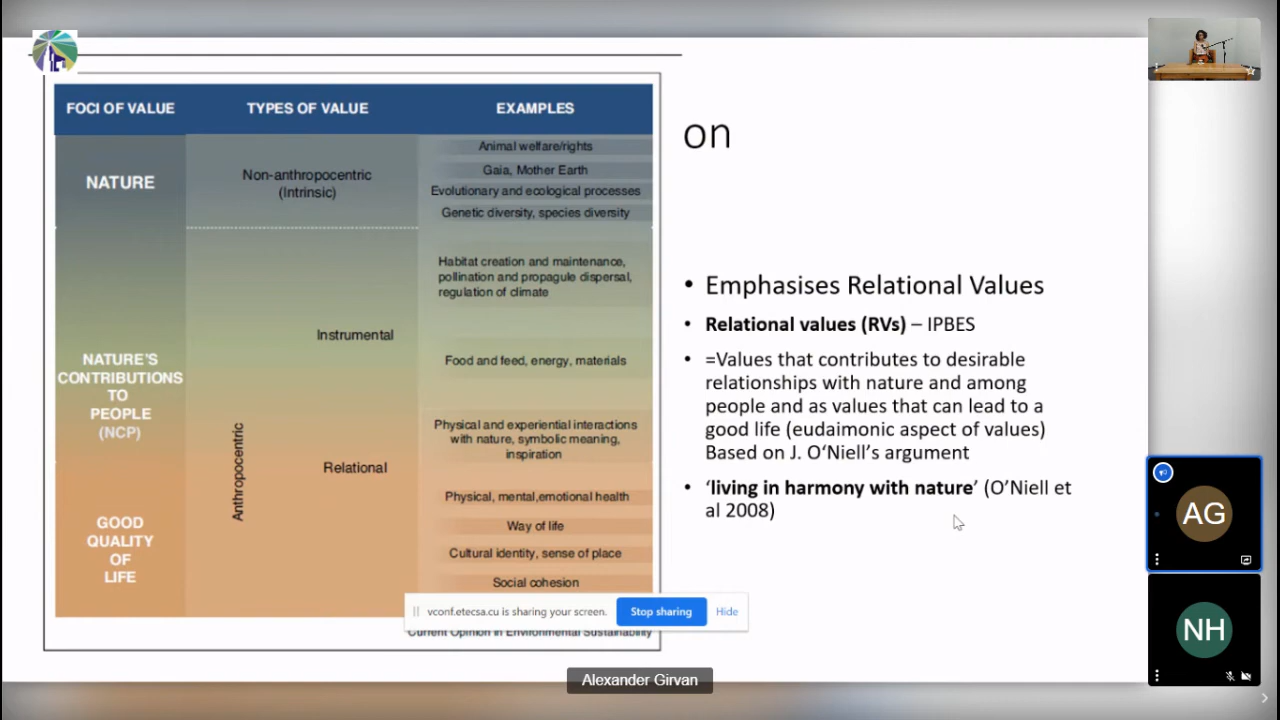 FOCI OF VALUE
TYPES OF VALUE
EXAMPLES
NATURE
Non-anthropocentric
(Intrinsic)
Animal welfare/rights
Gaia, Mother Earth
Evolutionary and ecological processes
Genetic diversity, species diversity
NATURE'S
CONTRIBUTIONS
TO
PEOPLE
(NCP)
Anthropocentric
Instrumental
Habitat creation and maintenance,
pollination and propagule dispersal,
regulation of climate
Food and feed, energy, materials
Relational
Physical and experiential interactions
with nature, symbolic meaning,
inspiration
GOOD
QUALITY
OF
LIFE
Physical, mental,emotional health
Way of life
Cultural identity, sense of place
Social cohesion
vconf.etecsa.cu is sharing your screen.
Stop sharing
Hide
Current Opinion in Environmental Sustainability
on
• Emphasises Relational Values
• Relational values (RVs) – IPBES
• =Values that contributes to desirable
relationships with nature and among
people and as values that can lead to a
good life (eudaimonic aspect of values)
Based on J. O‘Niell’s argument
• ‘living in harmony with nature’ (O’Niell et
al 2008)
AG
NH
Alexander Girvan